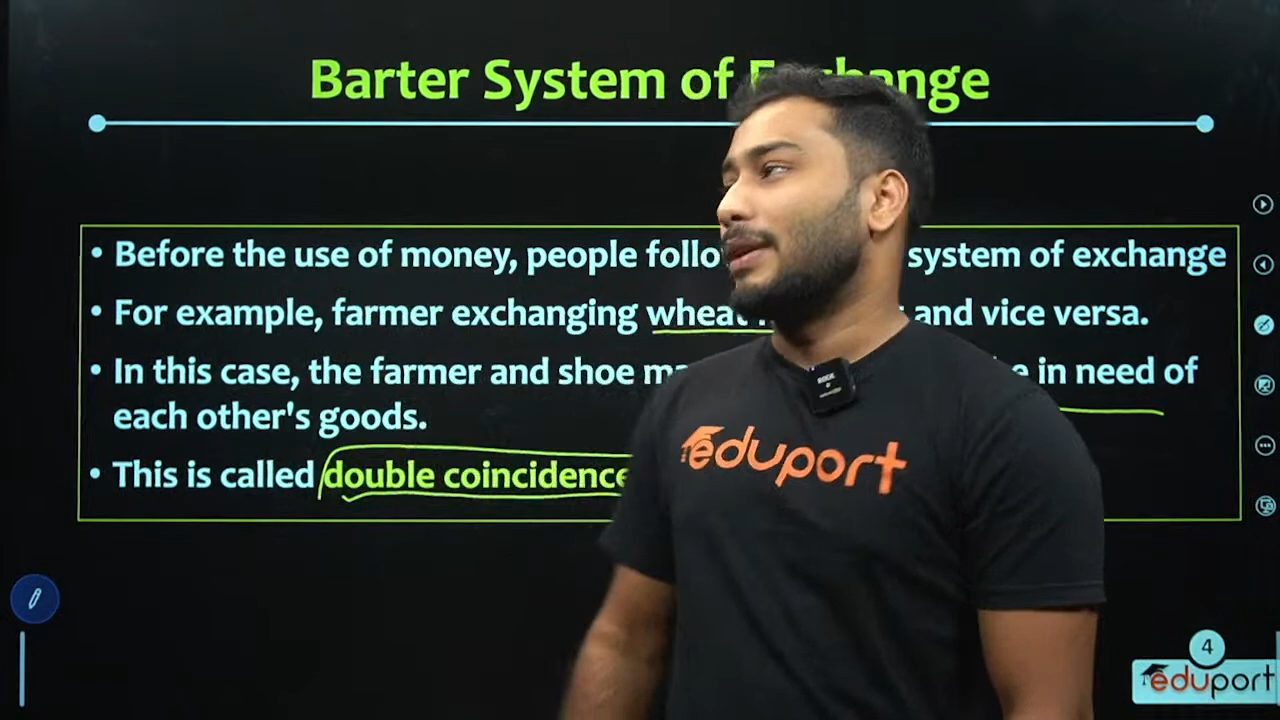 Barter System of Exchange
• Before the use of money, people system of exchange
• For example, farmer exchanging wheat and vice versa.
• In this case, the farmer and shoe in need of
each other's goods.
• This is called double coincidence
eduport
RODE
4
eduport